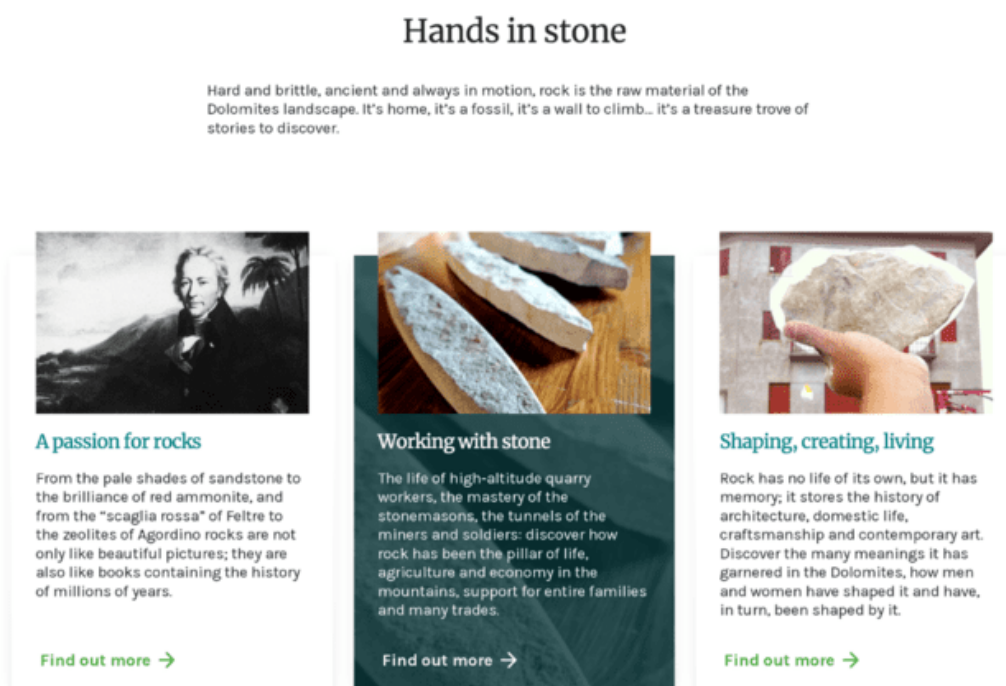 Hands in stone
Hard and brittle, ancient and always in motion, rock is the raw material of the
Dolomites landscape. It's home, it's a fossil, it's a wall to climb... it's a treasure trove of
stories to discover.
A passion for rocks
From the pale shades of sandstone to
the brilliance of red ammonite, and
from the “scaglia rossa” of Feltre to
the zeolites of Agordino rocks are not
only like beautiful pictures; they are
also like books containing the history
of millions of years.
Find out more →
Working with stone
The life of high-altitude quarry
workers, the mastery of the
stonemasons, the tunnels of the
miners and soldiers: discover how
rock has been the pillar of life,
agriculture and economy in the
mountains, support for entire families
and many trades.
Find out more →
Shaping, creating, living
Rock has no life of its own, but it has
memory; it stores the history of
architecture, domestic life,
craftsmanship and contemporary art.
Discover the many meanings it has
garnered in the Dolomites, how men
and women have shaped it and have,
in turn, been shaped by it.
Find out more →